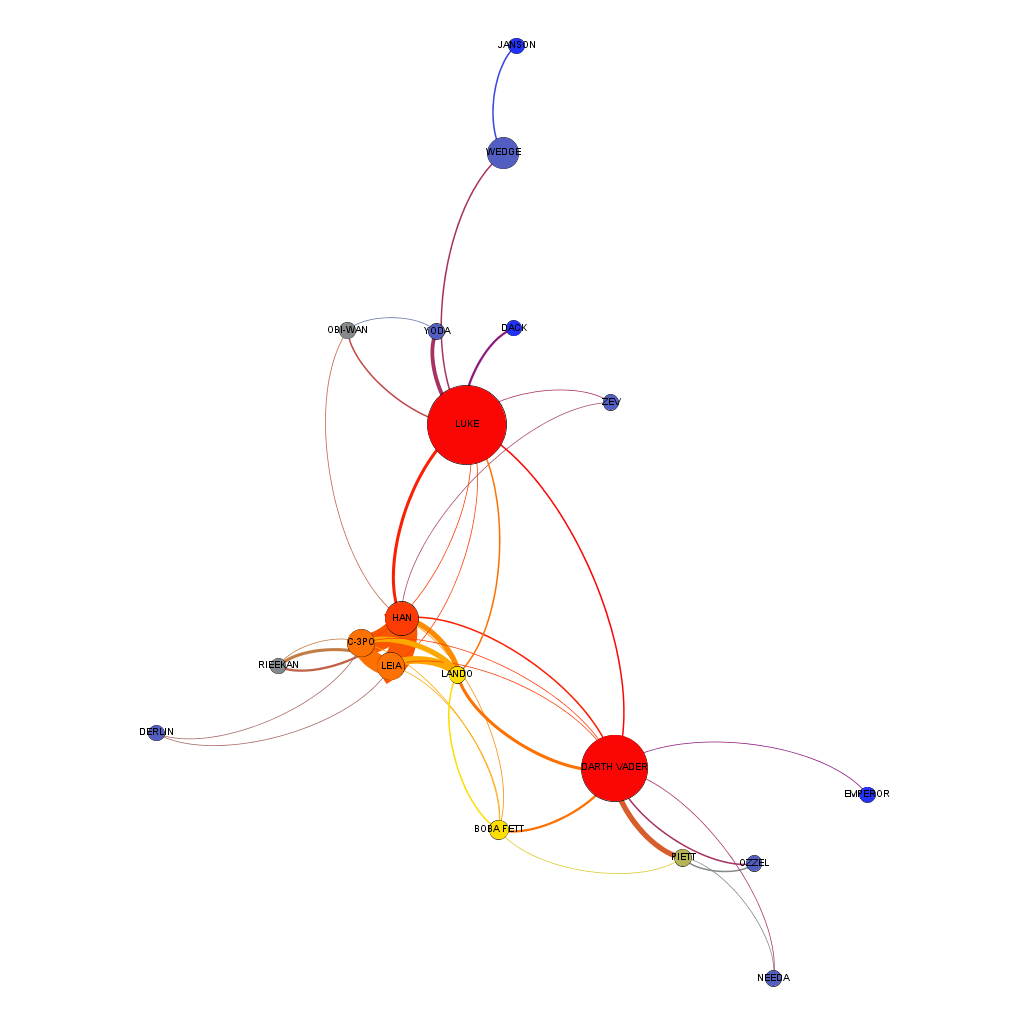 JANSON
WEDGE
OBI-WAN
YODA
DACK
ZEV
LUKE
HAN
C-3PO
RIEEKAN
LEIA
LANDO
DERLIN
DARTH VADER
EMPEROR
BOBA FETT
PIETT
OZZEL
NEEDA